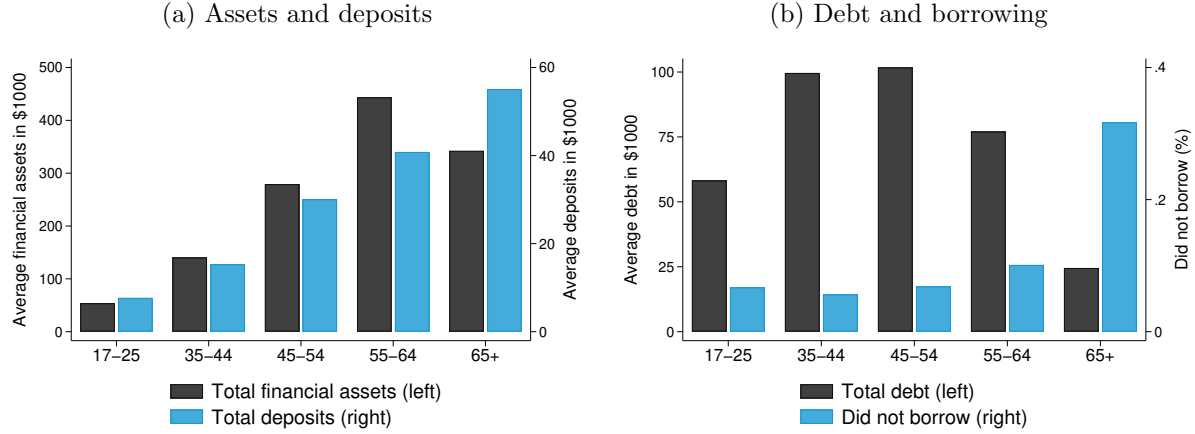 (a) Assets and deposits
Average financial assets in $1000
500
400
300
200
100
0
Average deposits in $1000
60
40
20
0
17–25 35–44 45–54 55–64 65+
Total financial assets (left)
Total deposits (right)
(b) Debt and borrowing
Average debt in $1000
100
75
50
25
0
Did not borrow (%)
.4
.2
0
17–25 35–44 45–54 55–64 65+
Total debt (left)
Did not borrow (right)